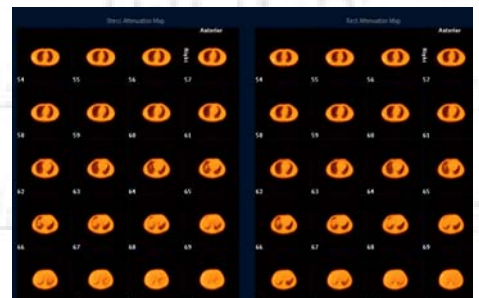 Stress Attenuation Map
Rest Attenuation Map
Anterior
Anterior
Right
Right
54 55 56 57
54 55 56 57
58 59 60 61
58 59 60 61
62 63 64 65
62 63 64 65
66 67 68 69
66 67 68 69